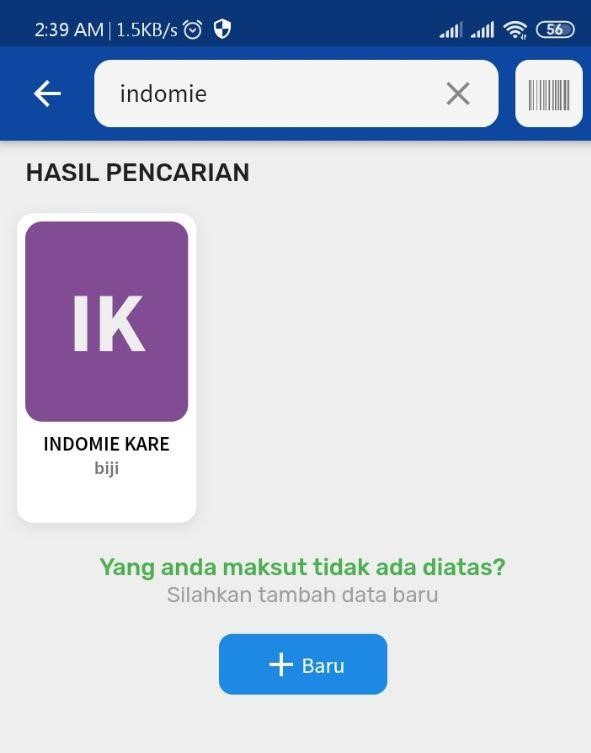 2:39 AM | 1.5KB/s
56
indomie
HASIL PENCARIAN
IK
INDOMIE KARE
biji
Yang anda maksut tidak ada diatas?
Silahkan tambah data baru
+ Baru